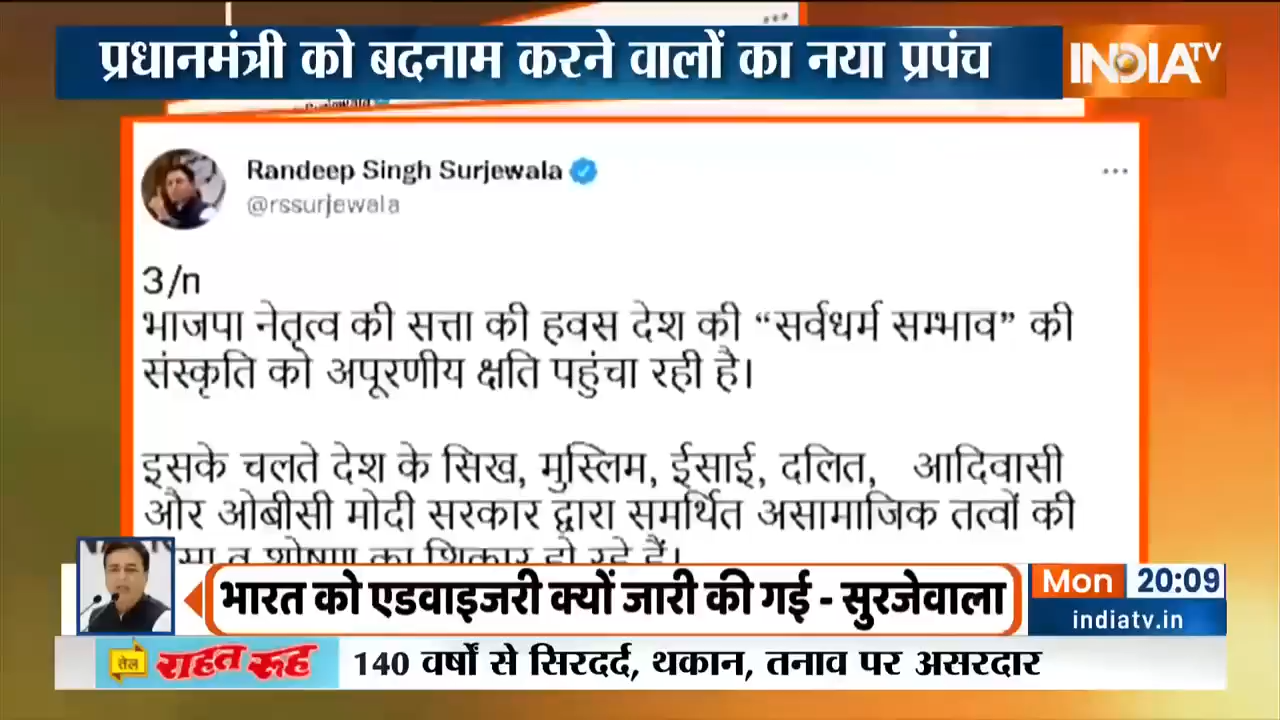 प्रधानमंत्री को बदनाम करने वालों का नया प्रपंच
INDIA TV
Randeep Singh Surjewala
@rssurjewala
3/n
भाजपा नेतृत्व की सत्ता की हवस देश की “सर्वधर्म सम्भाव” की
संस्कृति को अपूरणीय क्षति पहुंचा रही है।
इसके चलते देश के सिख, मुस्लिम, ईसाई, दलित, आदिवासी
और ओबीसी मोदी सरकार द्वारा समर्थित असामाजिक तत्वों की
व शोषण का शिकार हो रहे हैं।
भारत को एडवाइजरी क्यों जारी की गई - सुरजेवाला
Mon 20:09
indiatv.in
तेल राहत रूह
140 वर्षों से सिरदर्द, थकान, तनाव पर असरदार